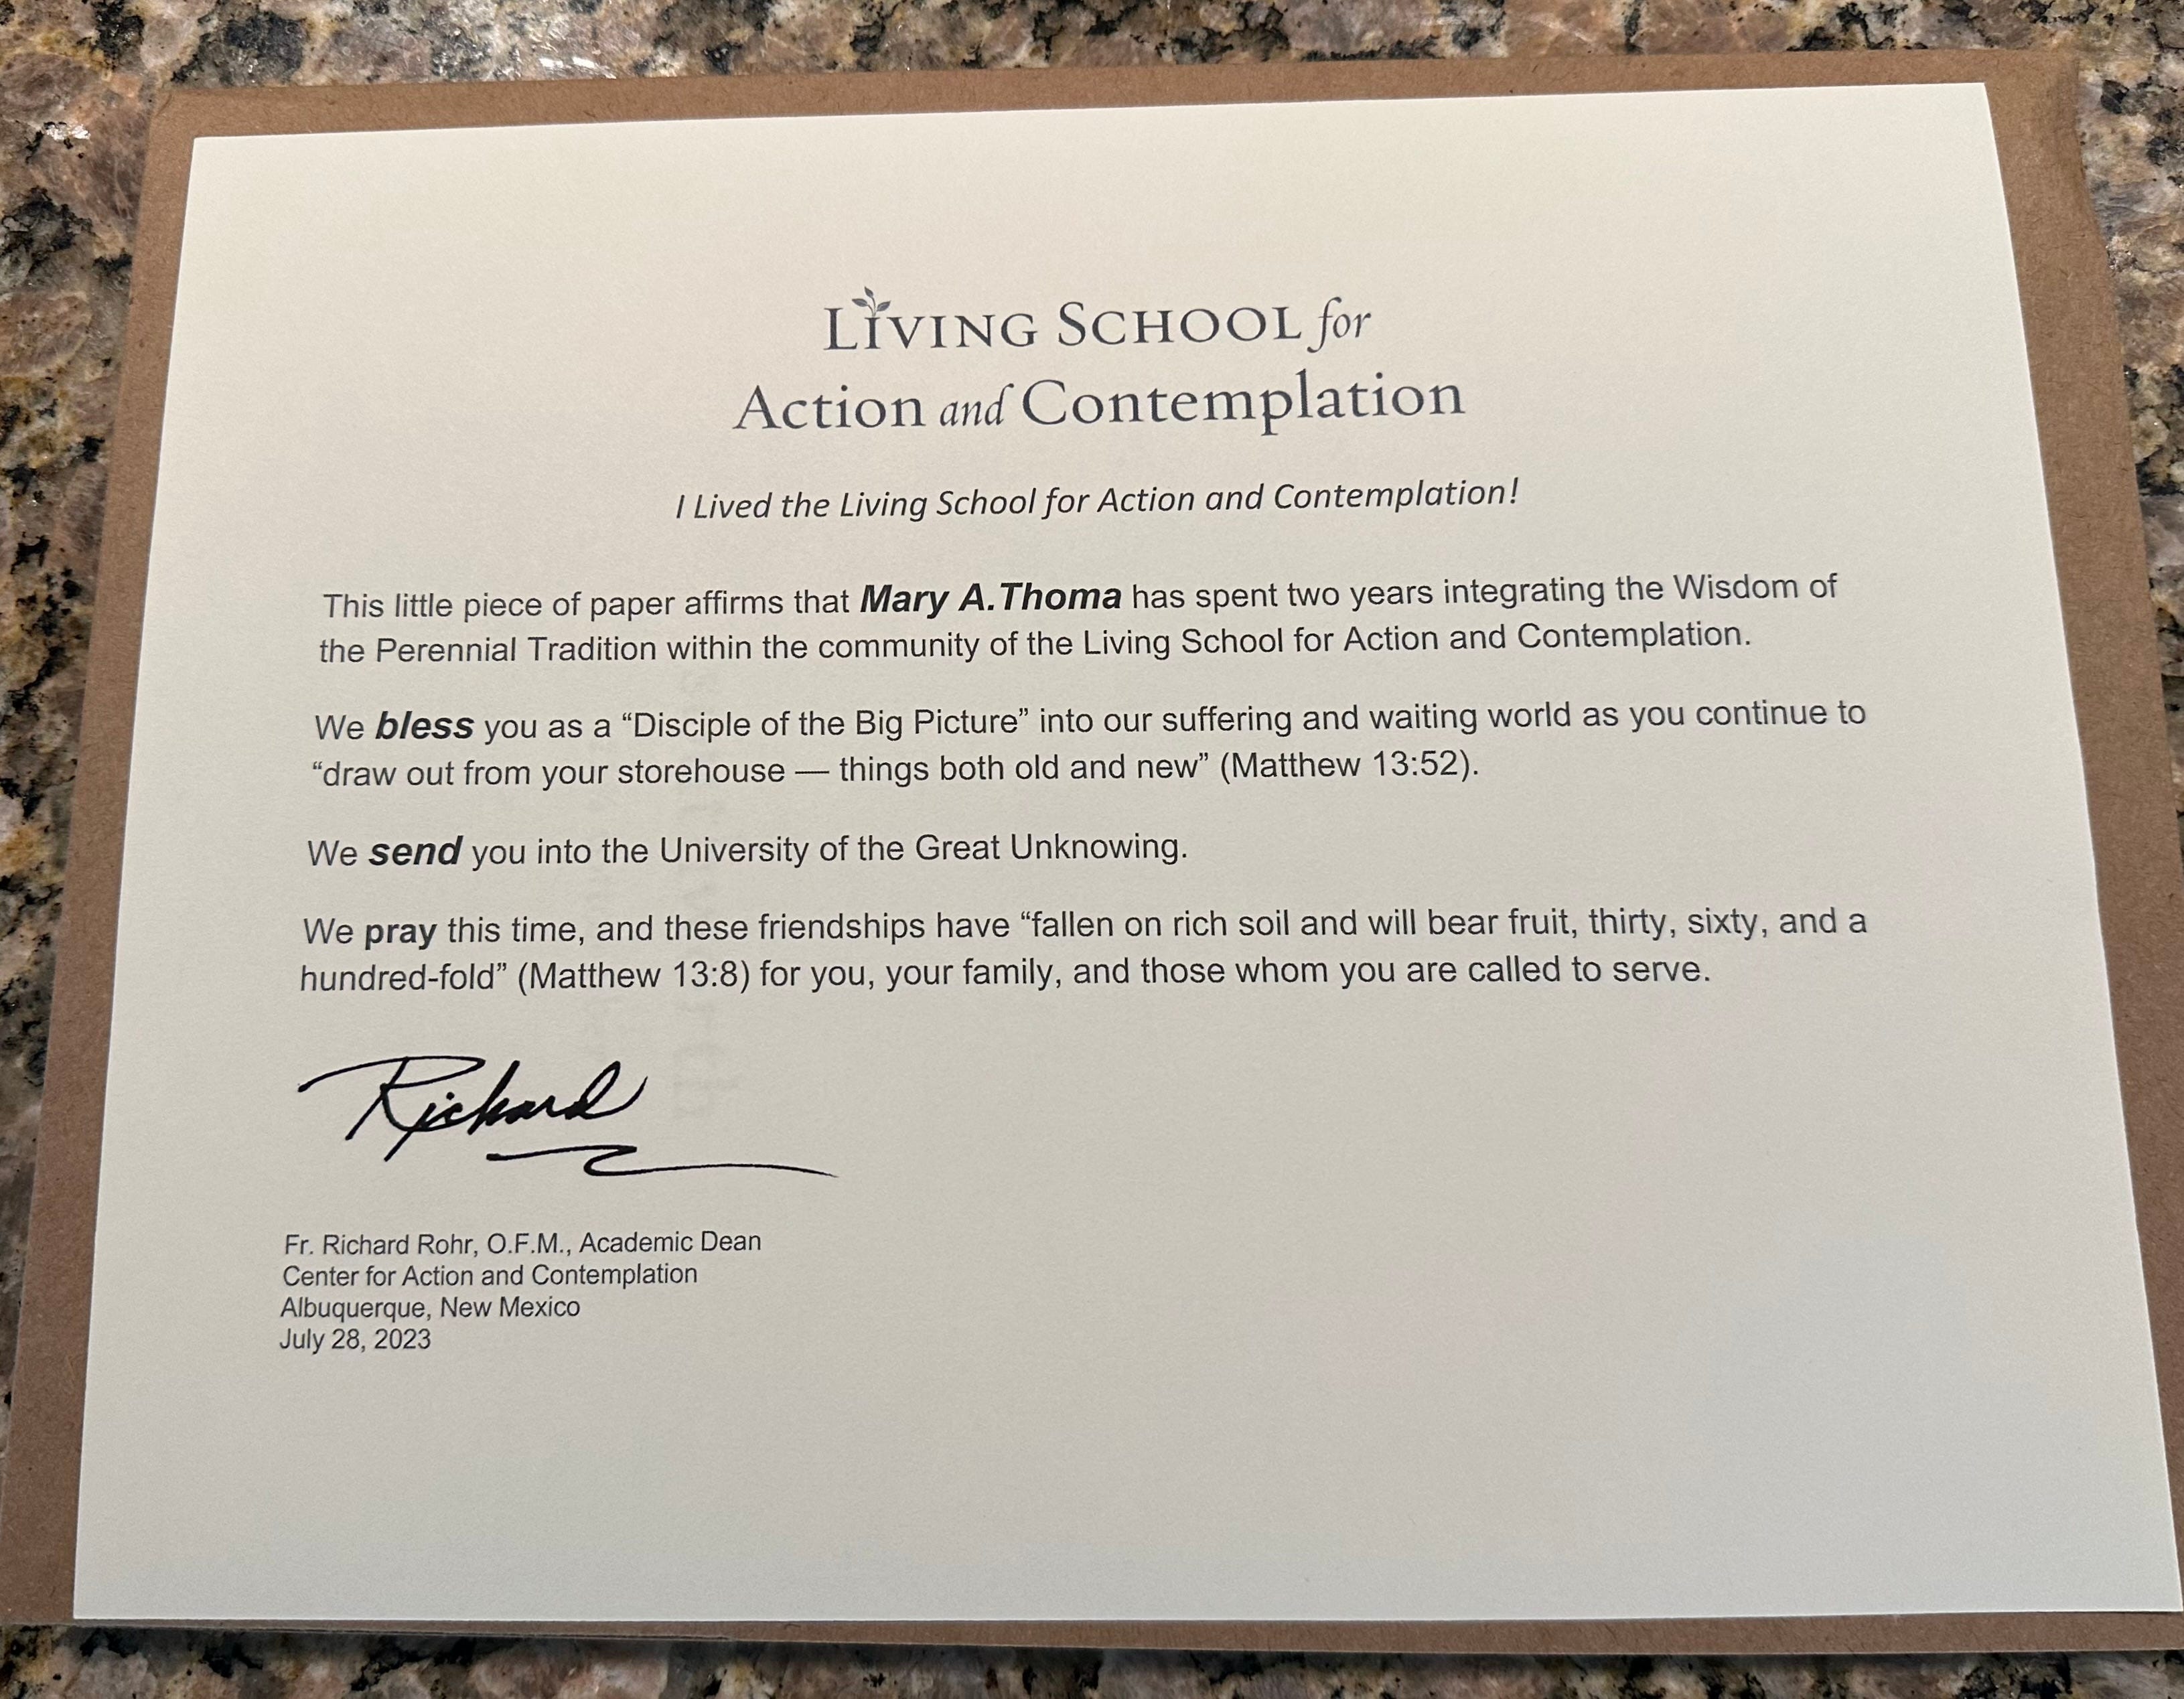 LIVING SCHOOL for
Action and Contemplation
I Lived the Living School for Action and Contemplation!
This little piece of paper affirms that Mary A.Thoma has spent two years integrating the Wisdom of
the Perennial Tradition within the community of the Living School for Action and Contemplation.
We bless you as a “Disciple of the Big Picture” into our suffering and waiting world as you continue to
“draw out from your storehouse — things both old and new” (Matthew 13:52).
We send you into the University of the Great Unknowing.
We pray this time, and these friendships have “fallen on rich soil and will bear fruit, thirty, sixty, and a
hundred-fold” (Matthew 13:8) for you, your family, and those whom you are called to serve.
Richard
Fr. Richard Rohr, O.F.M., Academic Dean
Center for Action and Contemplation
Albuquerque, New Mexico
July 28, 2023